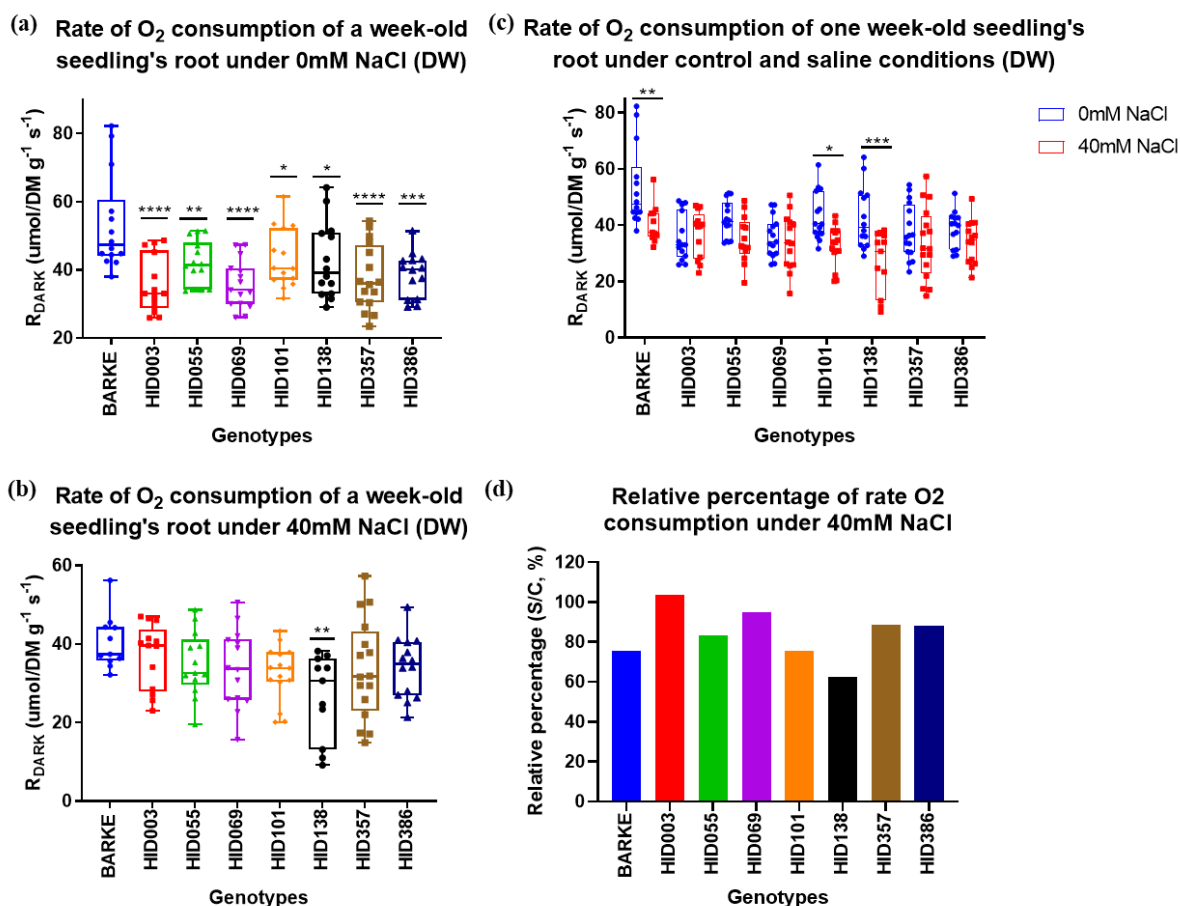 (a) Rate of O₂ consumption of a week-old
seedling's root under 0mM NaCl (DW)
R_DARK (umol/DM g⁻¹ s⁻¹)
80
60
40
20
****
**
****
*
*
****
***
BARKE
HID003
HID055
HID069
HID101
HID138
HID357
HID386
Genotypes
(c) Rate of O₂ consumption of one week-old seedling's
root under control and saline conditions (DW)
R_DARK (umol/DM g⁻¹ s⁻¹)
80
60
40
20
0
**
*
***
0mM NaCl
40mM NaCl
BARKE
HID003
HID055
HID069
HID101
HID138
HID357
HID386
Genotypes
(b) Rate of O₂ consumption of a week-old
seedling's root under 40mM NaCl (DW)
R_DARK (umol/DM g⁻¹ s⁻¹)
60
40
20
0
**
BARKE
HID003
HID055
HID069
HID101
HID138
HID357
HID386
Genotypes
(d) Relative percentage of rate O2
consumption under 40mM NaCl
Relative percentage (S/C, %)
120
100
80
60
40
20
0
BARKE
HID003
HID055
HID069
HID101
HID138
HID357
HID386
Genotypes